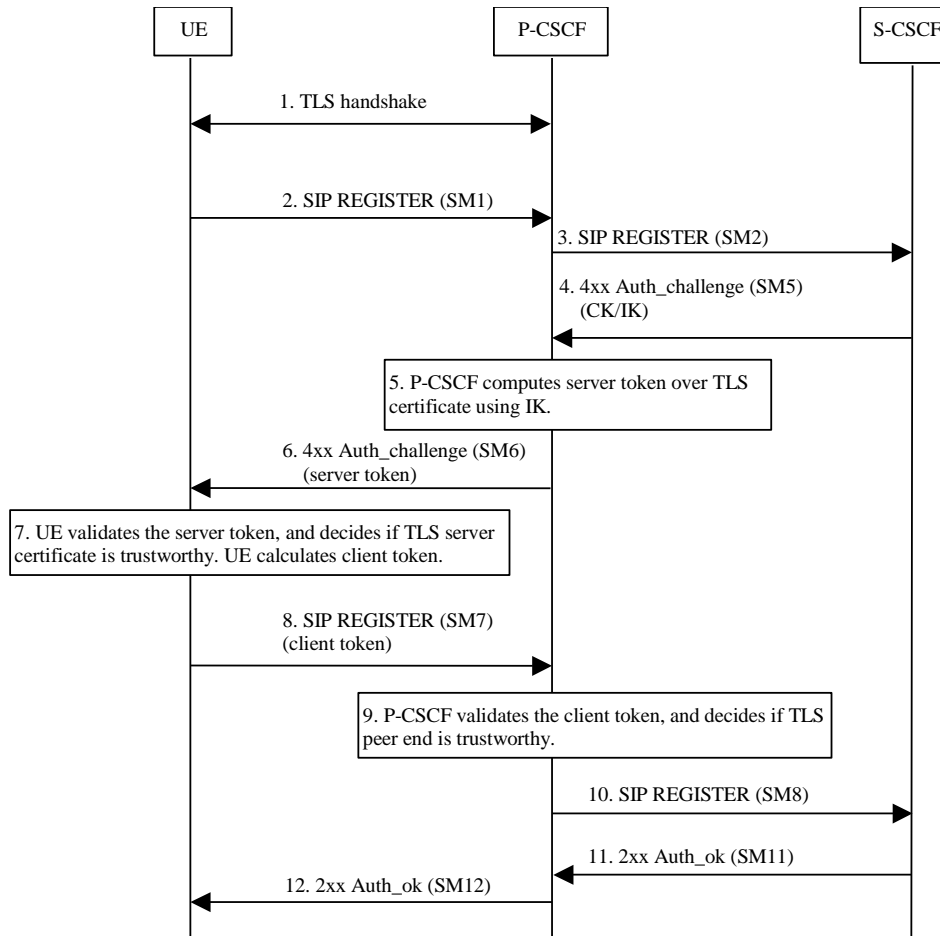 UE
P-CSCF
S-CSCF
1. TLS handshake
2. SIP REGISTER (SM1)
3. SIP REGISTER (SM2)
4. 4xx Auth_challenge (SM5)
(CK/IK)
5. P-CSCF computes server token over TLS
certificate using IK.
6. 4xx Auth_challenge (SM6)
(server token)
7. UE validates the server token, and decides if TLS server
certificate is trustworthy. UE calculates client token.
8. SIP REGISTER (SM7)
(client token)
9. P-CSCF validates the client token, and decides if TLS
peer end is trustworthy.
10. SIP REGISTER (SM8)
11. 2xx Auth_ok (SM11)
12. 2xx Auth_ok (SM12)